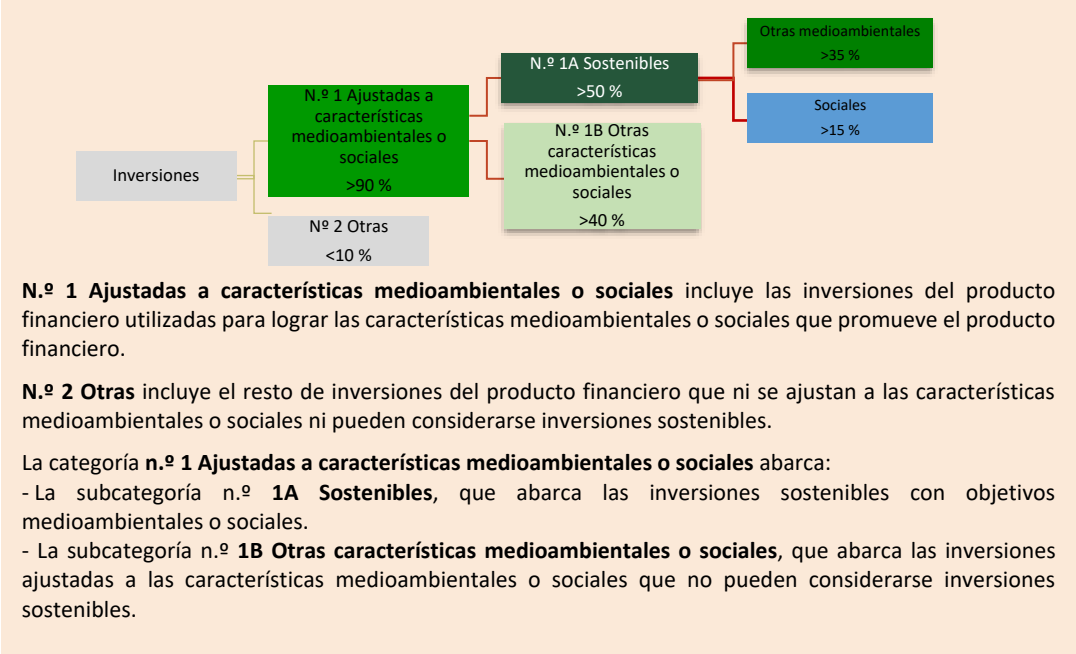 Inversiones
N.º 1 Ajustadas a
características
medioambientales o
sociales
>90 %
Nº 2 Otras
<10 %
N.º 1A Sostenibles
>50 %
N.º 1B Otras
características
medioambientales o
sociales
>40 %
Otras medioambientales
>35 %
Sociales
>15 %
N.º 1 Ajustadas a características medioambientales o sociales incluye las inversiones del producto
financiero utilizadas para lograr las características medioambientales o sociales que promueve el producto
financiero.
N.º 2 Otras incluye el resto de inversiones del producto financiero que ni se ajustan a las características
medioambientales o sociales ni pueden considerarse inversiones sostenibles.
La categoría n.º 1 Ajustadas a características medioambientales o sociales abarca:
- La subcategoría n.º 1A Sostenibles, que abarca las inversiones sostenibles con objetivos
medioambientales o sociales.
- La subcategoría n.º 1B Otras características medioambientales o sociales, que abarca las inversiones
ajustadas a las características medioambientales o sociales que no pueden considerarse inversiones
sostenibles.